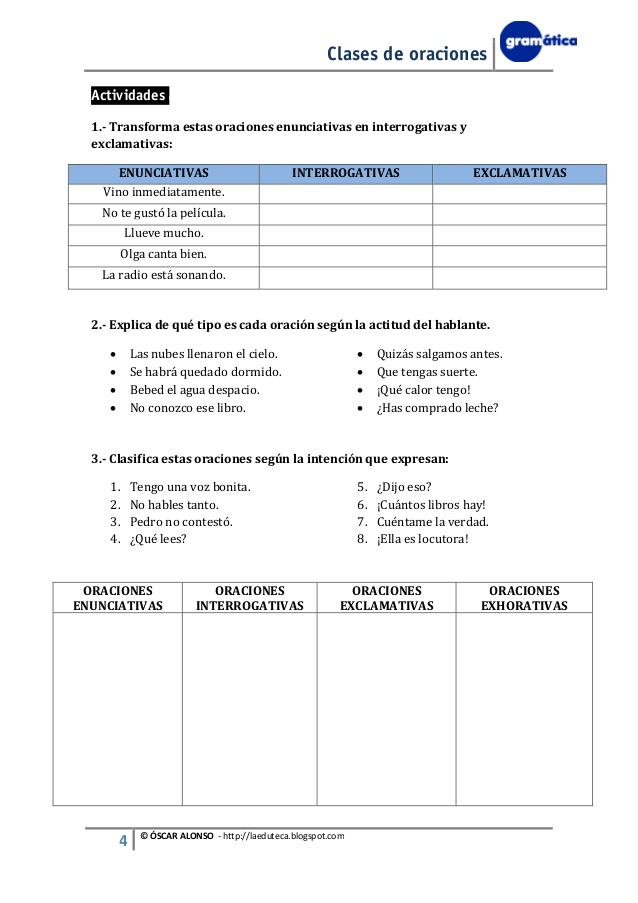 Clases de oraciones
gramática
Actividades
1.- Transforma estas oraciones enunciativas en interrogativas y
exclamativas:
ENUNCIATIVAS INTERROGATIVAS EXCLAMATIVAS
Vino inmediatamente.
No te gustó la película.
Llueve mucho.
Olga canta bien.
La radio está sonando.
2.- Explica de qué tipo es cada oración según la actitud del hablante.
• Las nubes llenaron el cielo.
• Se habrá quedado dormido.
• Bebed el agua despacio.
• No conozco ese libro.
• Quizás salgamos antes.
• Que tengas suerte.
• ¡Qué calor tengo!
• ¿Has comprado leche?
3.- Clasifica estas oraciones según la intención que expresan:
1. Tengo una voz bonita.
2. No hables tanto.
3. Pedro no contestó.
4. ¿Qué lees?
5. ¿Dijo eso?
6. ¡Cuántos libros hay!
7. Cuéntame la verdad.
8. ¡Ella es locutora!
ORACIONES ENUNCIATIVAS
ORACIONES INTERROGATIVAS
ORACIONES EXCLAMATIVAS
ORACIONES EXHORATIVAS
4 © ÓSCAR ALONSO - http://laeduteca.blogspot.com